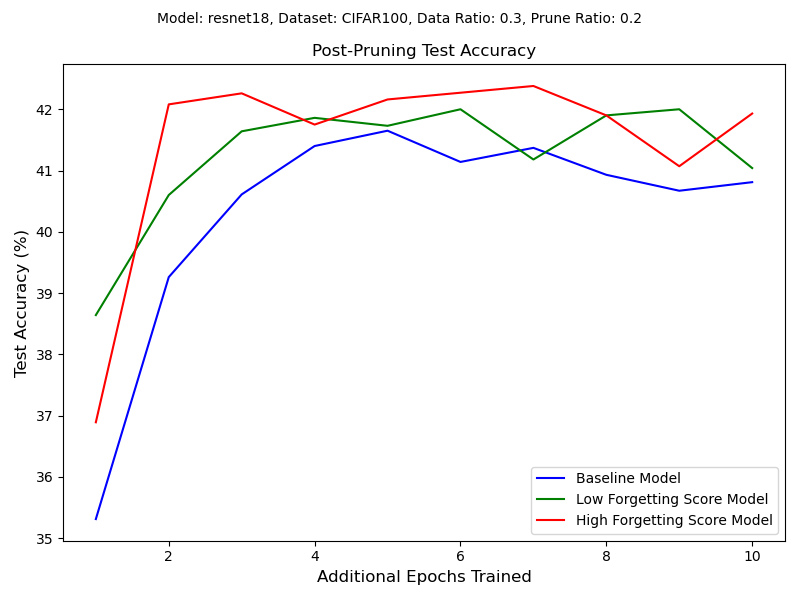 Model: resnet18, Dataset: CIFAR100, Data Ratio: 0.3, Prune Ratio: 0.2
Post-Pruning Test Accuracy
Test Accuracy (%)
42
41
40
39
38
37
36
35
Baseline Model
Low Forgetting Score Model
High Forgetting Score Model
2 4 6 8 10
Additional Epochs Trained